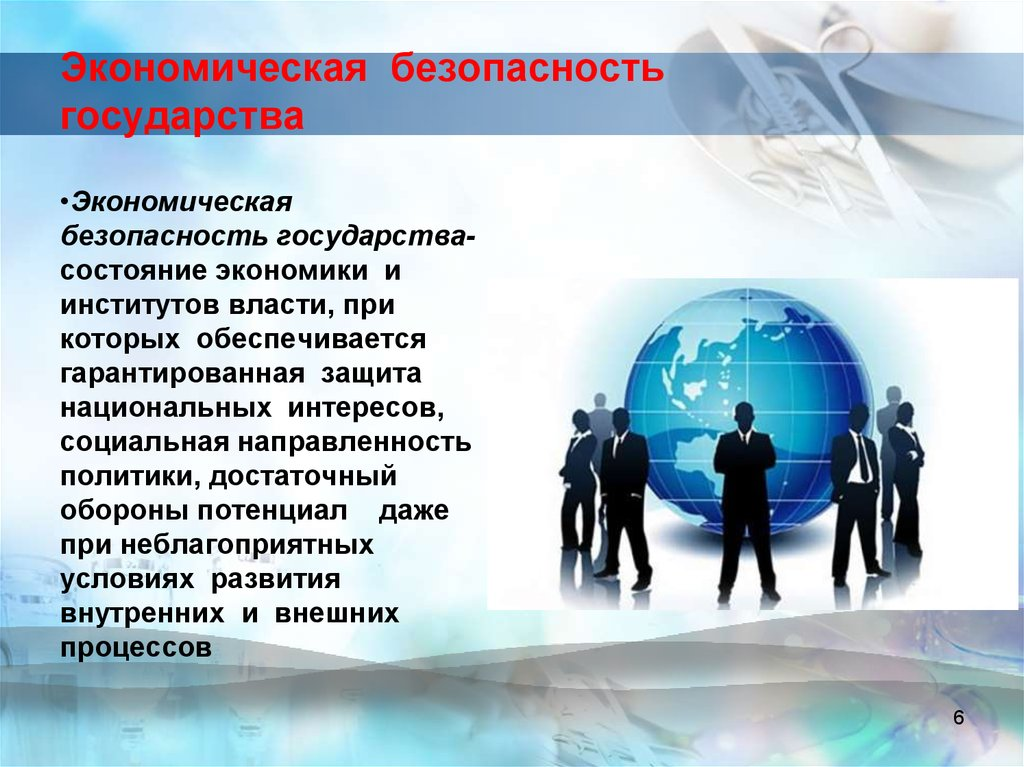 Экономическая безопасность
государства
•Экономическая
безопасность государства-
состояние экономики и
институтов власти, при
которых обеспечивается
гарантированная защита
национальных интересов,
социальная направленность
политики, достаточный
обороны потенциал даже
при неблагоприятных
условиях развития
внутренних и внешних
процессов
6